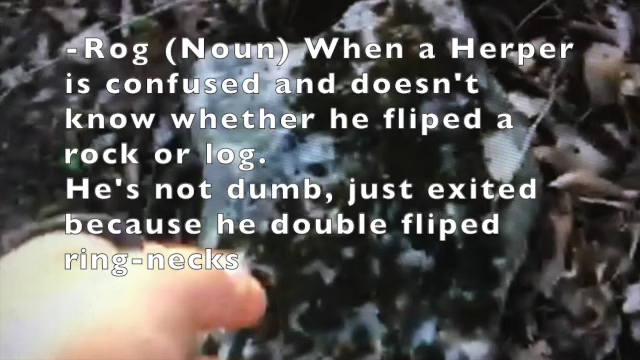 -Rog (Noun) When a Herper
is confused and doesn't
know whether he fliped a
rock or log.
He's not dumb, just exited
because he double fliped
ring-necks